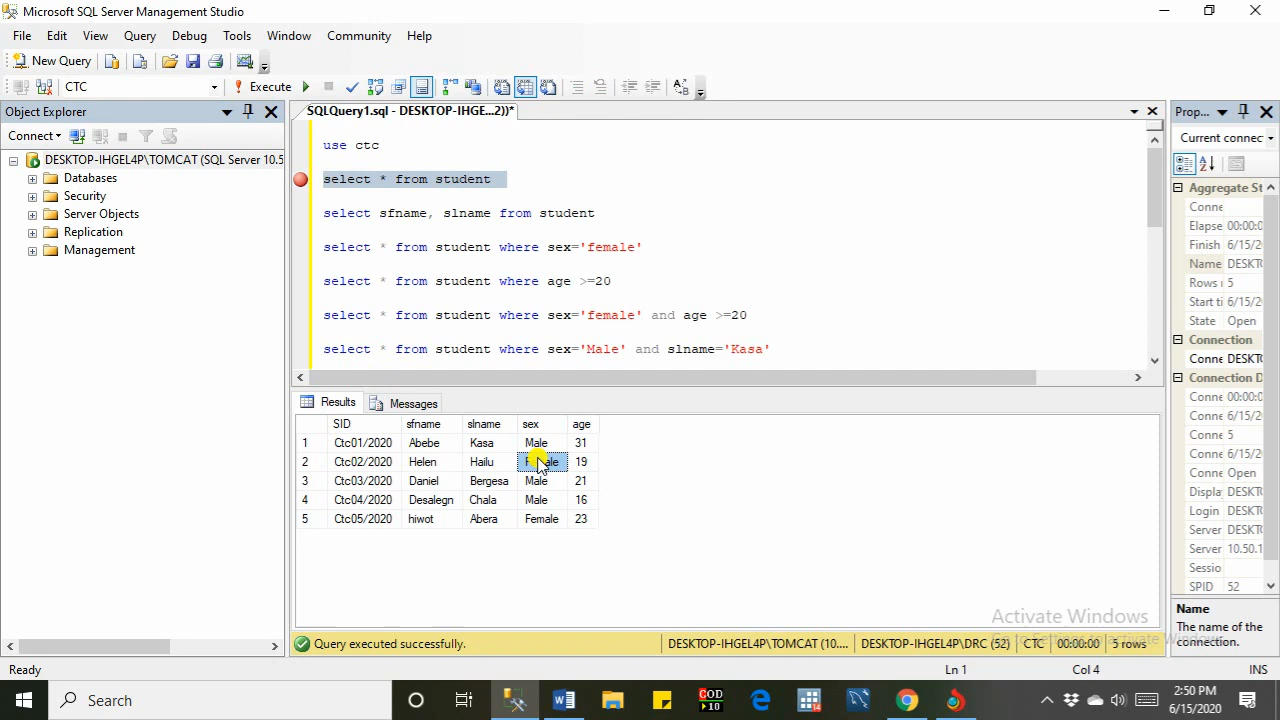 Microsoft SQL Server Management Studio
File Edit View Query Debug Tools Window Community Help
New Query
CTC Execute
Object Explorer
Connect
DESKTOP-IHGEL4P\TOMCAT (SQL Server 10.5
Databases
Security
Server Objects
Replication
Management
SQLQuery1.sql - DESKTOP-IHGE...2))*
use ctc
select * from student
select sfname, slname from student
select * from student where sex='female'
select * from student where age >=20
select * from student where sex='female' and age >=20
select * from student where sex='Male' and slname='Kasa'
Results Messages
SID sfname slname sex age
1 Ctc01/2020 Abebe Kasa Male 31
2 Ctc02/2020 Helen Hailu 19
3 Ctc03/2020 Daniel Bergesa Male 21
4 Ctc04/2020 Desalegn Chala Male 16
5 Ctc05/2020 hiwot Abera Female 23
Query executed successfully. DESKTOP-IHGEL4P\TOMCAT (10.... DESKTOP-IHGEL4P\DRC (52) CTC 00:00:00 5 rows
Prop...
Current connec
Aggregate St
Conne
Elapse 00:00:0
Finish 6/15/2
Name DESKT
Rows r 5
Start ti 6/15/2
State Open
Connection
Conne DESKT
Connection D
Conne 00:00:0
Conne 6/15/2
Conne 5
Conne 6/15/2
Conne Open
Display DESKT
Login DESKT
Server DESKT
Server 10.50.1
Sessio
SPID 52
Name
The name of the
connection.
Activate Windows
Go to Settings to activate Windows.
Ready Ln 1 Col 4 INS
Search
GOD
>10
14
2:50 PM
6/15/2020